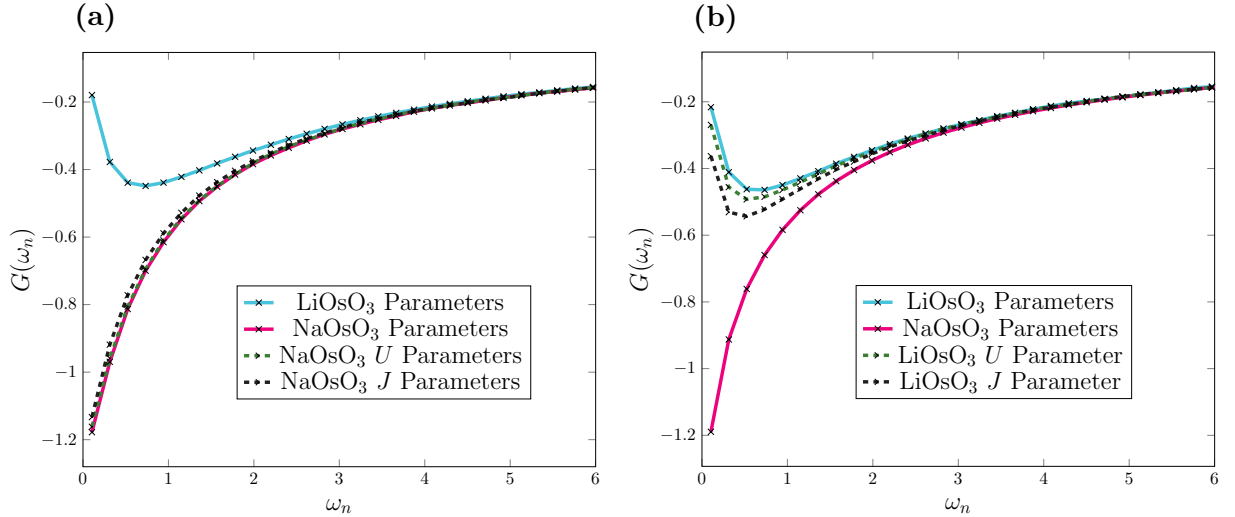 (a)
−0.2
−0.4
−0.6
−0.8
−1
−1.2
0 1 2 3 4 5 6
G(ωₙ)
ωₙ
LiOsO₃ Parameters
NaOsO₃ Parameters
NaOsO₃ U Parameters
NaOsO₃ J Parameters
(b)
−0.2
−0.4
−0.6
−0.8
−1
−1.2
0 1 2 3 4 5 6
G(ωₙ)
ωₙ
LiOsO₃ Parameters
NaOsO₃ Parameters
LiOsO₃ U Parameter
LiOsO₃ J Parameter